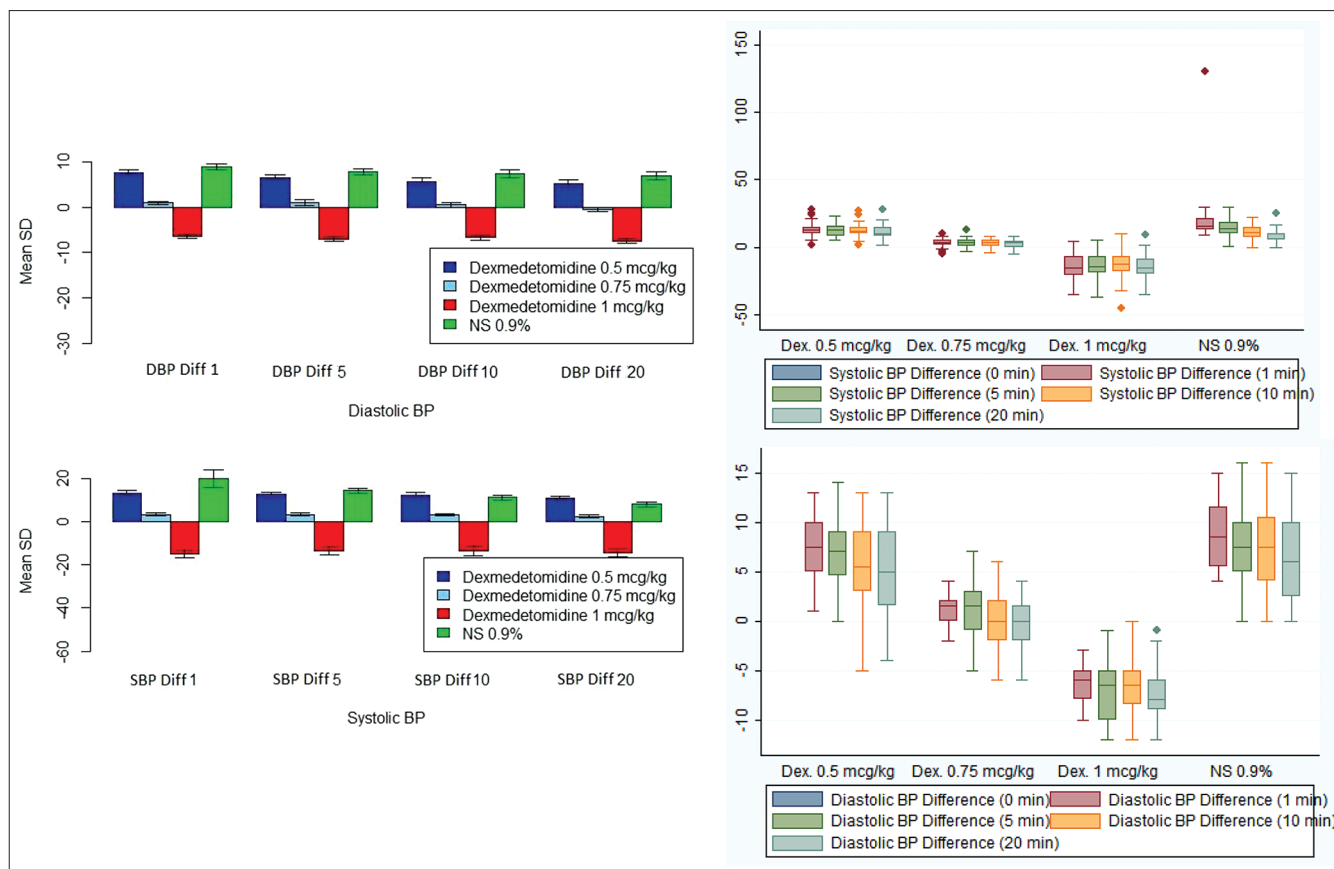 10
0
-10
-20
-30
Mean SD
Dexmedetomidine 0.5 mcg/kg
Dexmedetomidine 0.75 mcg/kg
Dexmedetomidine 1 mcg/kg
NS 0.9%
DBP Diff 1
DBP Diff 5
DBP Diff 10
DBP Diff 20
Diastolic BP
20
0
-20
-40
-60
Mean SD
Dexmedetomidine 0.5 mcg/kg
Dexmedetomidine 0.75 mcg/kg
Dexmedetomidine 1 mcg/kg
NS 0.9%
SBP Diff 1
SBP Diff 5
SBP Diff 10
SBP Diff 20
Systolic BP
150
100
50
0
-50
Dex. 0.5 mcg/kg
Dex. 0.75 mcg/kg
Dex. 1 mcg/kg
NS 0.9%
Systolic BP Difference (0 min)
Systolic BP Difference (1 min)
Systolic BP Difference (5 min)
Systolic BP Difference (10 min)
Systolic BP Difference (20 min)
15
10
5
0
-5
-10
Dex. 0.5 mcg/kg
Dex. 0.75 mcg/kg
Dex. 1 mcg/kg
NS 0.9%
Diastolic BP Difference (0 min)
Diastolic BP Difference (1 min)
Diastolic BP Difference (5 min)
Diastolic BP Difference (10 min)
Diastolic BP Difference (20 min)